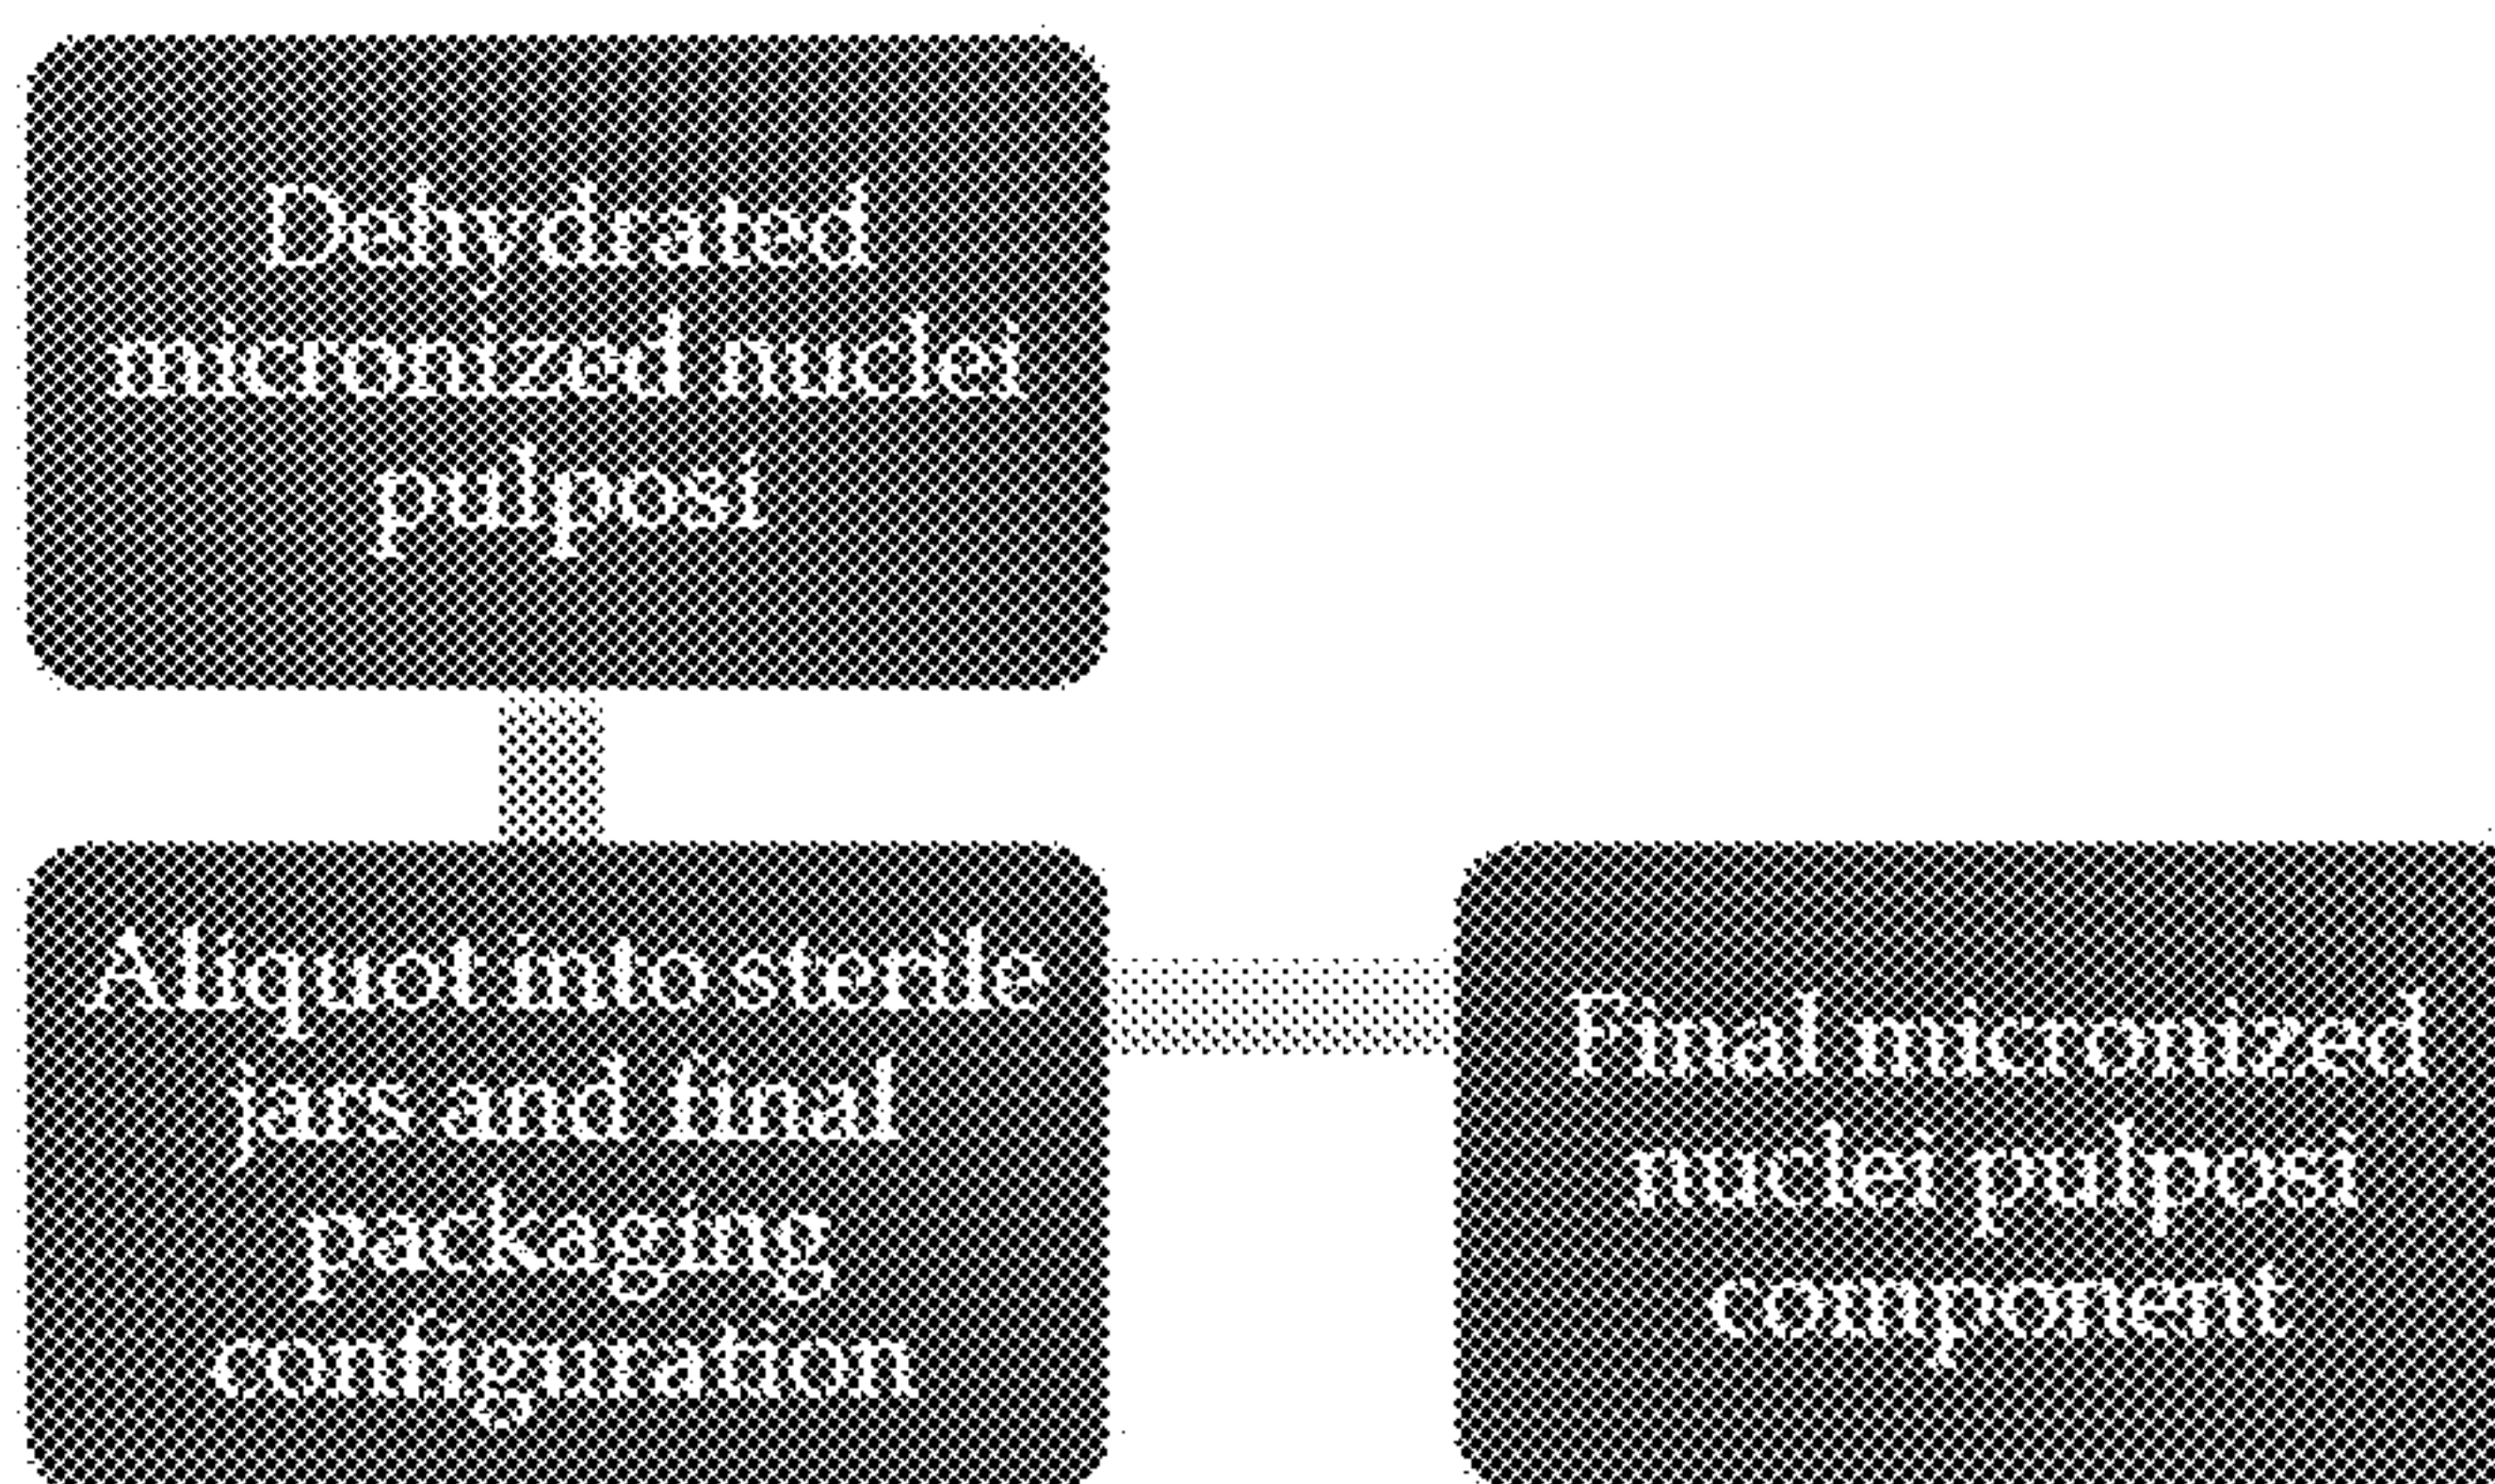 Dehydrated
micronized nuclei
pulposi
Aliquot into sterile
jars and final
packaging
configuration
Final micronized
nuclei pulposi
component